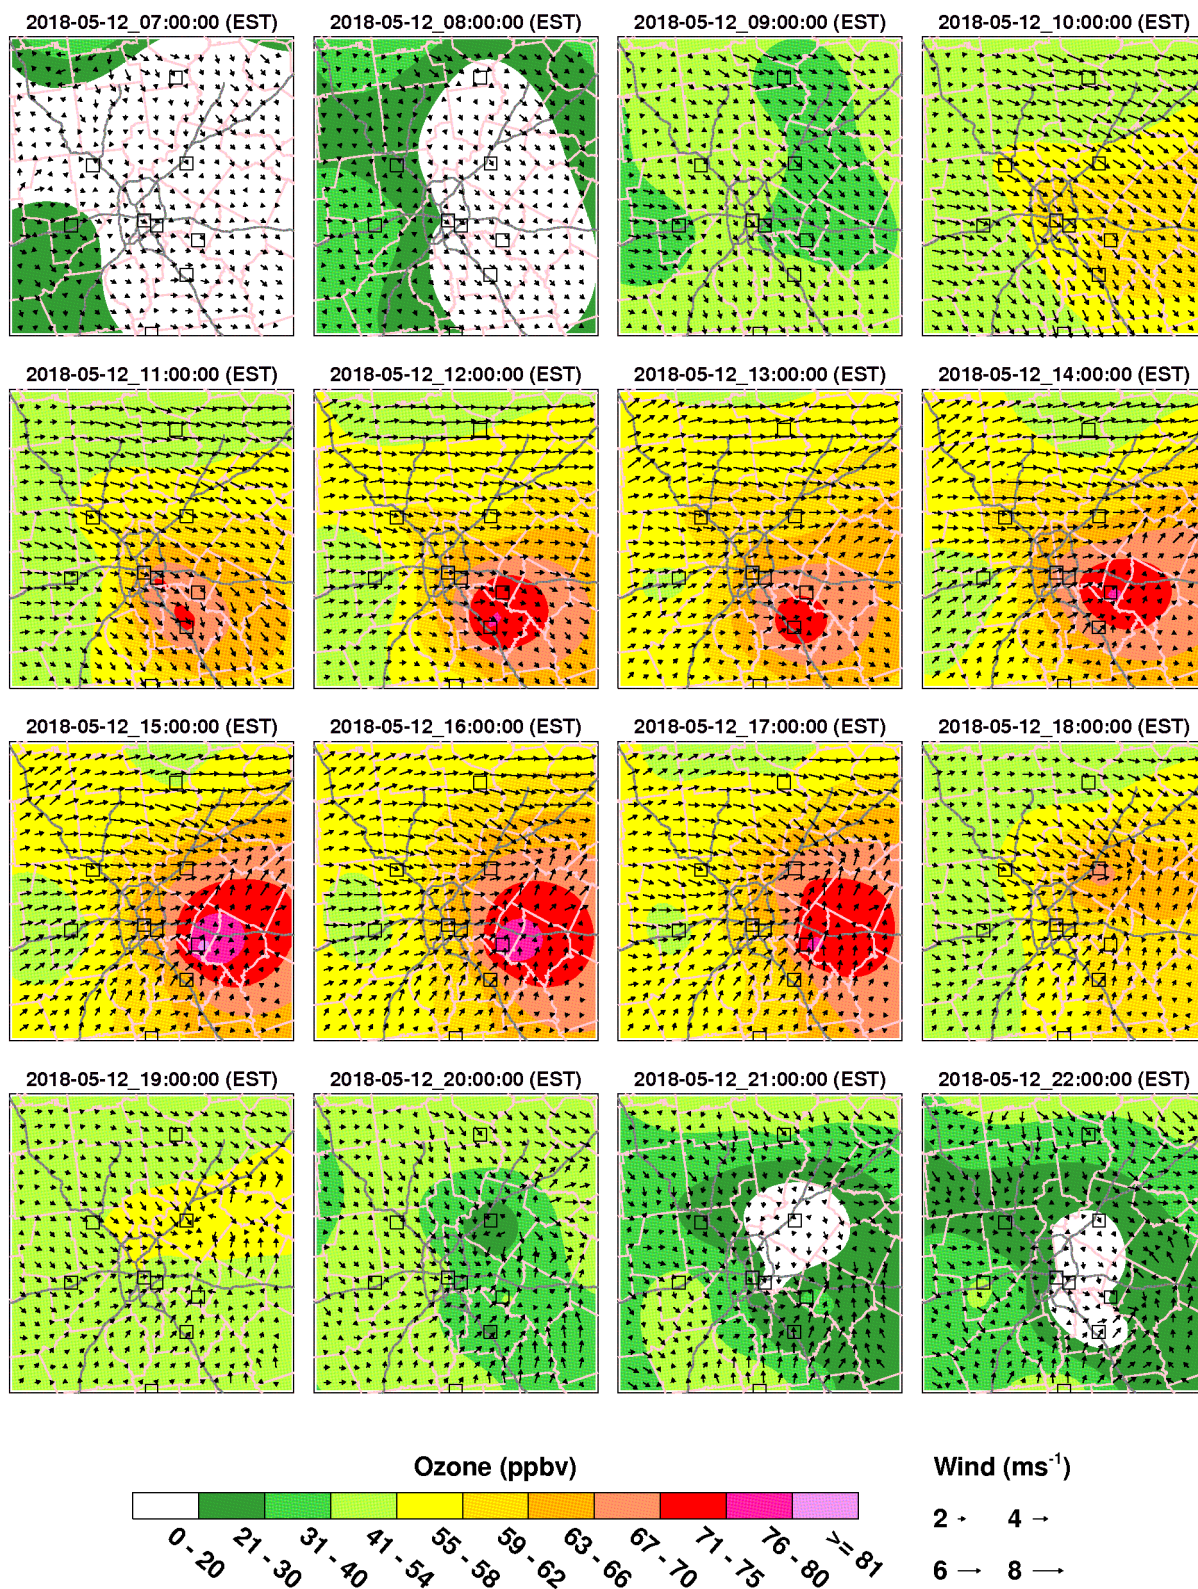 2018-05-12_07:00:00 (EST) 2018-05-12_08:00:00 (EST) 2018-05-12_09:00:00 (EST) 2018-05-12_10:00:00 (EST)
2018-05-12_11:00:00 (EST) 2018-05-12_12:00:00 (EST) 2018-05-12_13:00:00 (EST) 2018-05-12_14:00:00 (EST)
2018-05-12_15:00:00 (EST) 2018-05-12_16:00:00 (EST) 2018-05-12_17:00:00 (EST) 2018-05-12_18:00:00 (EST)
2018-05-12_19:00:00 (EST) 2018-05-12_20:00:00 (EST) 2018-05-12_21:00:00 (EST) 2018-05-12_22:00:00 (EST)
Ozone (ppbv) Wind (ms⁻¹)
0 - 20 21 - 30 31 - 40 41 - 54 55 - 58 59 - 62 63 - 66 67 - 70 71 - 75 76 - 80 >= 81
2 4
6 8